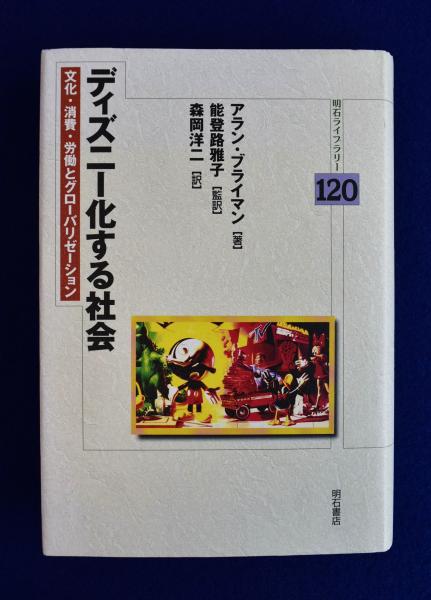 明石ライブラリー
120
アラン・ブライマン【著】
能登路雅子【監訳】
森岡洋二【訳】
ディズニー化する社会
文化・消費・労働とグローバリゼーション
明石書店